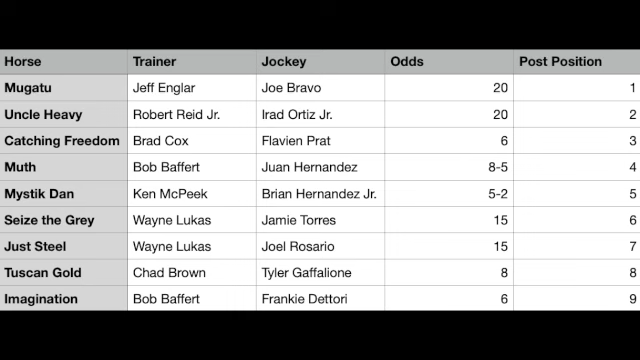 Horse Trainer Jockey Odds Post Position
Mugatu Jeff Englar Joe Bravo 20 1
Uncle Heavy Robert Reid Jr. Irad Ortiz Jr. 20 2
Catching Freedom Brad Cox Flavien Prat 6 3
Muth Bob Baffert Juan Hernandez 8-5 4
Mystik Dan Ken McPeek Brian Hernandez Jr. 5-2 5
Seize the Grey Wayne Lukas Jamie Torres 15 6
Just Steel Wayne Lukas Joel Rosario 15 7
Tuscan Gold Chad Brown Tyler Gaffalione 8 8
Imagination Bob Baffert Frankie Dettori 6 9